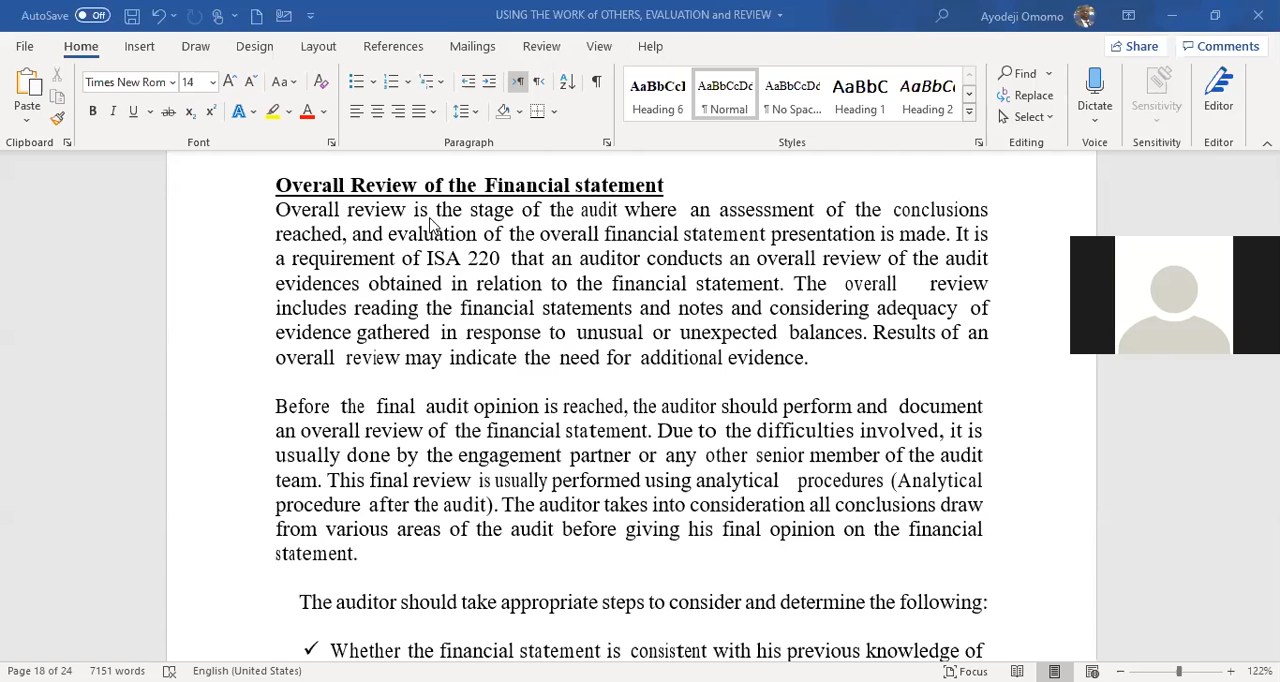 AutoSave Off USING THE WORK of OTHERS, EVALUATION and REVIEW Ayodeji Omomo
File Home Insert Draw Design Layout References Mailings Review View Help Share Comments
Times New Rom 14 Aa AaBbCcI AaBbCcDc AaBbCcDc AaBbC AaBbCc Find
Paste B I U ab x₂ x² A A Heading 6 ¶ Normal ¶ No Spac... Heading 1 Heading 2 Replace Select Dictate Sensitivity Editor
Clipboard Font Paragraph Styles Editing Voice Sensitivity Editor
Overall Review of the Financial statement
Overall review is the stage of the audit where an assessment of the conclusions
reached, and evaluation of the overall financial statement presentation is made. It is
a requirement of ISA 220 that an auditor conducts an overall review of the audit
evidences obtained in relation to the financial statement. The overall review
includes reading the financial statements and notes and considering adequacy of
evidence gathered in response to unusual or unexpected balances. Results of an
overall review may indicate the need for additional evidence.
Before the final audit opinion is reached, the auditor should perform and document
an overall review of the financial statement. Due to the difficulties involved, it is
usually done by the engagement partner or any other senior member of the audit
team. This final review is usually performed using analytical procedures (Analytical
procedure after the audit). The auditor takes into consideration all conclusions draw
from various areas of the audit before giving his final opinion on the financial
statement.
The auditor should take appropriate steps to consider and determine the following:
✓ Whether the financial statement is consistent with his previous knowledge of
Page 18 of 24 7151 words English (United States) Focus 122%